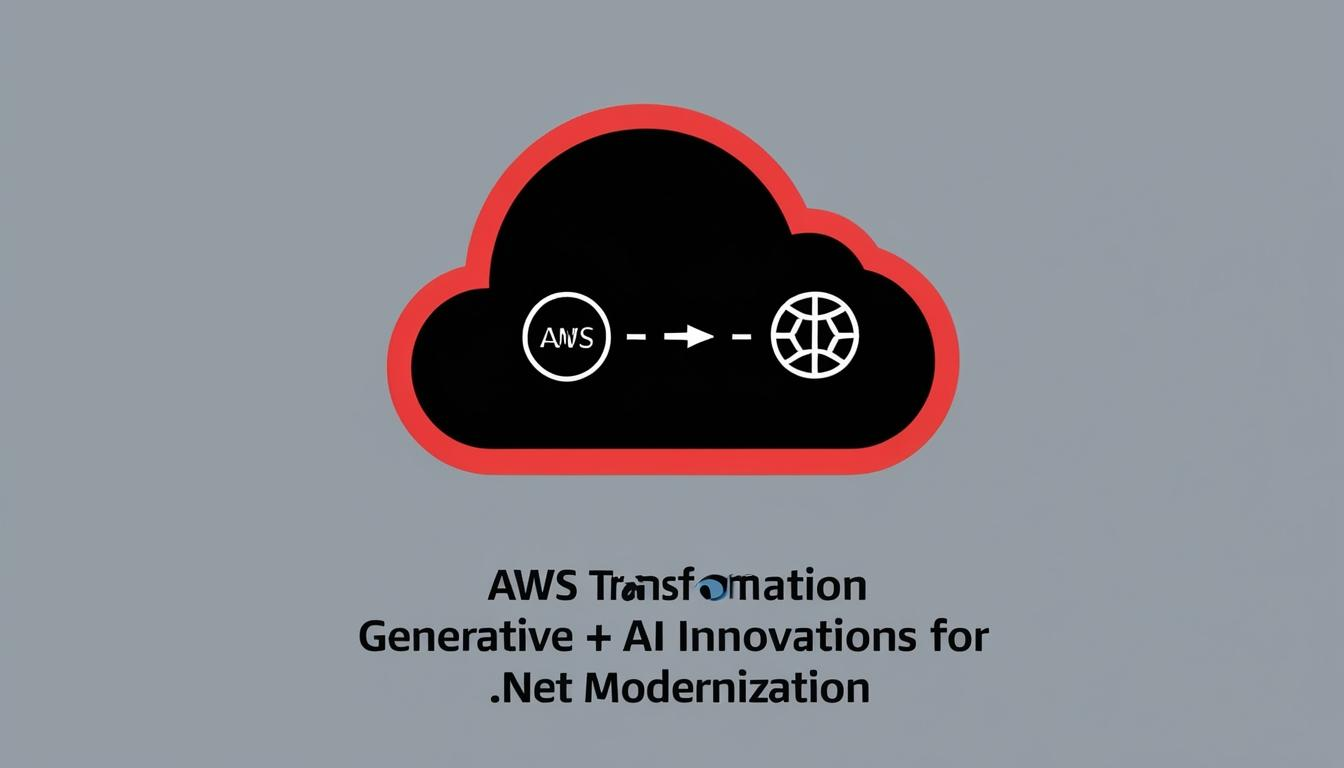 AWS
AWS
Generative + AI Innovations for
.Net Modernization